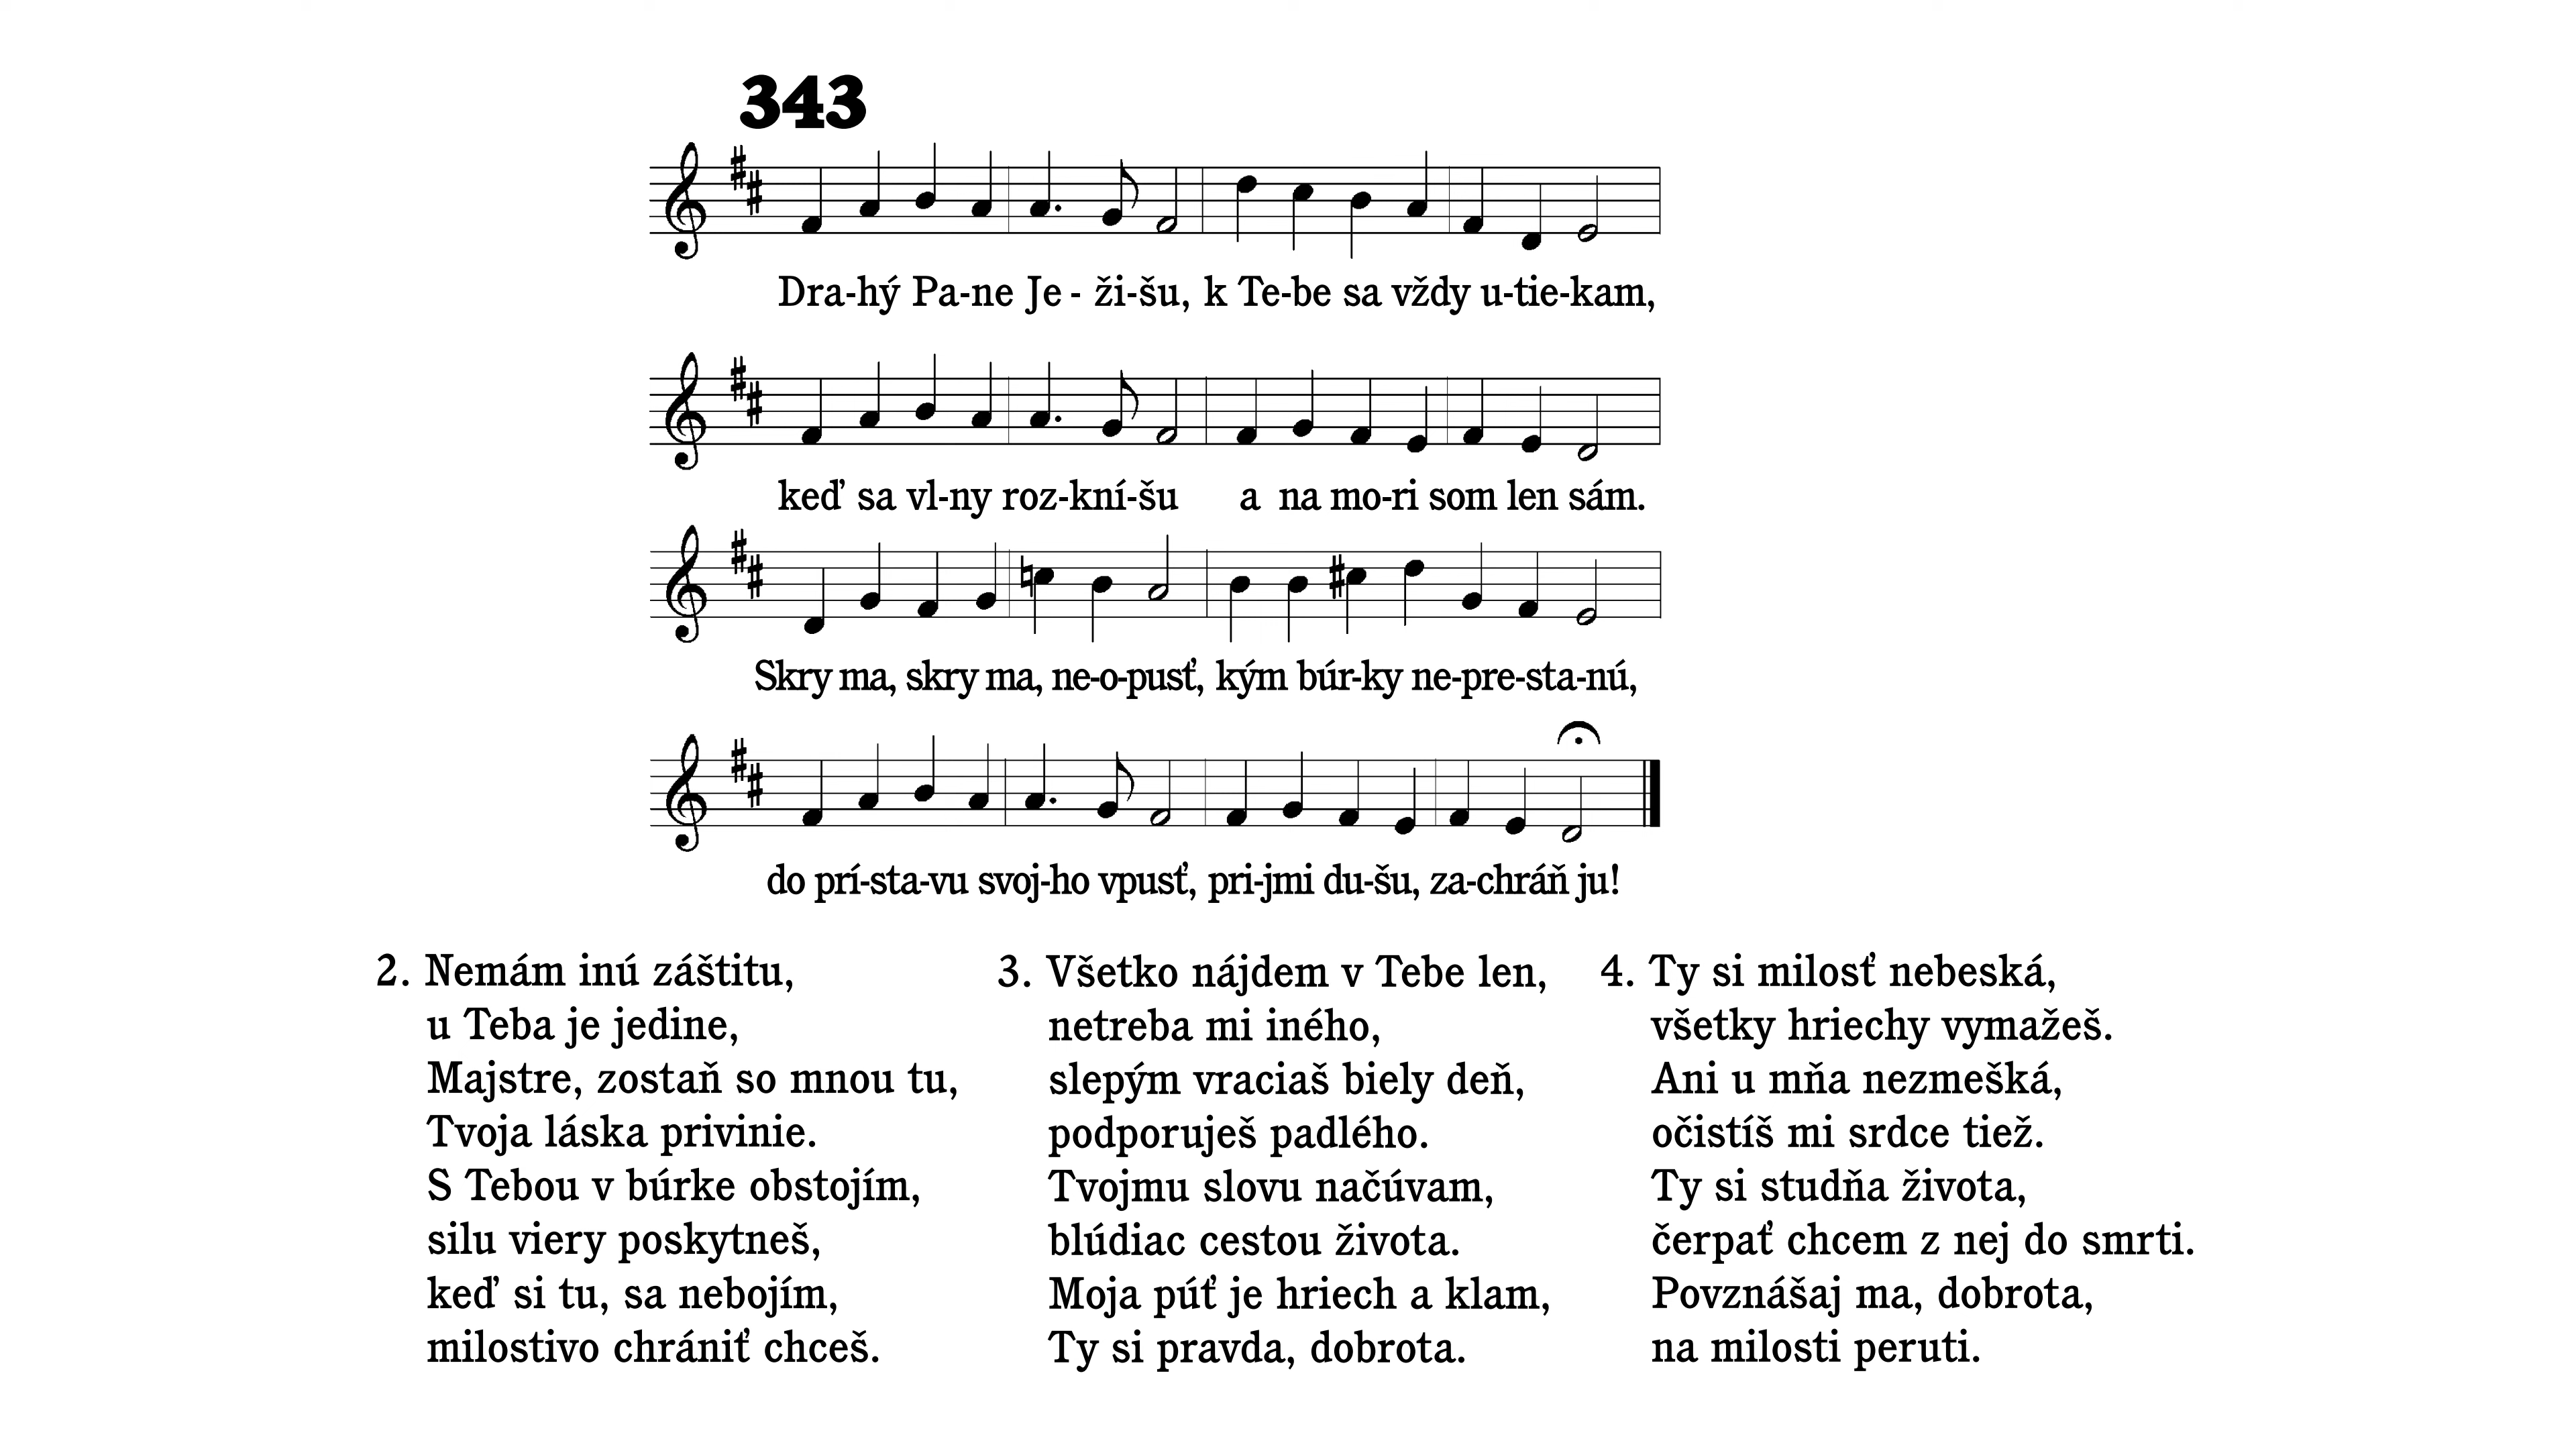 343
Dra-hý Pa-ne Je - ži-šu, k Te-be sa vždy u-tie-kam,
keď sa vl-ny roz-kní-šu a na mo-ri som len sám.
Skry ma, skry ma, ne-o-pusť, kým búr-ky ne-pre-sta-nú,
do prí-sta-vu svoj-ho vpusť, pri-jmi du-šu, za-chráň ju!
2. Nemám inú záštitu,
u Teba je jedine,
Majstre, zostaň so mnou tu,
Tvoja láska privinie.
S Tebou v búrke obstojím,
silu viery poskytneš,
keď si tu, sa nebojím,
milostivo chrániť chceš.
3. Všetko nájdem v Tebe len,
netreba mi iného,
slepým vraciaš biely deň,
podporuješ padlého.
Tvojmu slovu načúvam,
blúdiac cestou života.
Moja púť je hriech a klam,
Ty si pravda, dobrota.
4. Ty si milosť nebeská,
všetky hriechy vymažeš.
Ani u mňa nezmešká,
očistíš mi srdce tiež.
Ty si studňa života,
čerpať chcem z nej do smrti.
Povznášaj ma, dobrota,
na milosti peruti.